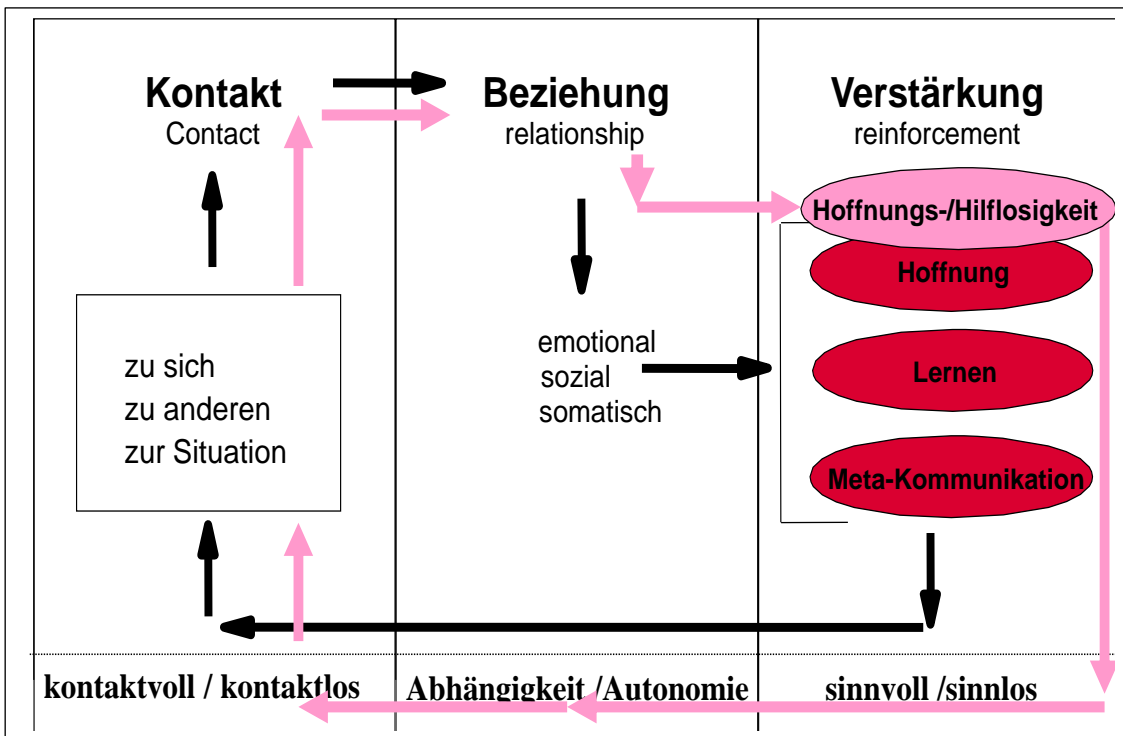 Kontakt
Contact
zu sich
zu anderen
zur Situation
kontaktvoll / kontaktlos
Beziehung
relationship
emotional
sozial
somatisch
Abhängigkeit /Autonomie
Verstärkung
reinforcement
Hoffnungs-/Hilflosigkeit
Hoffnung
Lernen
Meta-Kommunikation
sinnvoll /sinnlos